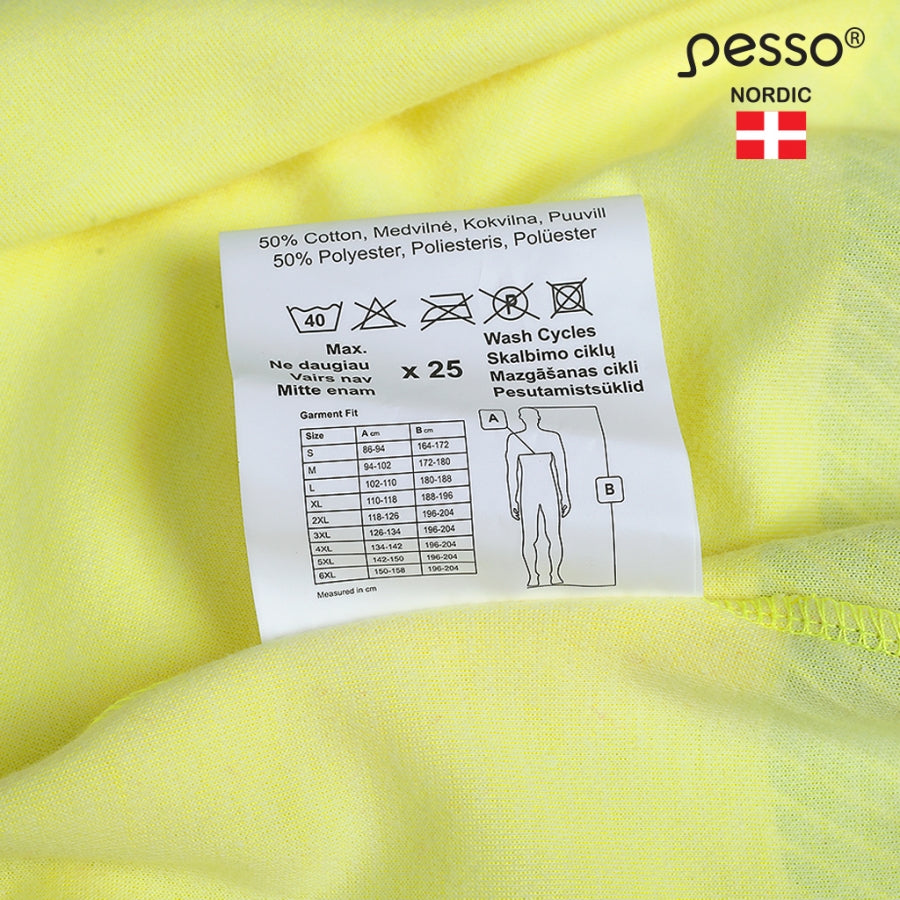 pesso®
NORDIC
50% Cotton, Medvilnė, Kokvilna, Puuvill
50% Polyester, Poliesteris, Polüester
40
P
Max.
Ne daugiau
Vairs nav
Mitte enam
x 25
Wash Cycles
Skalbimo ciklų
Mazgāšanas cikli
Pesutamistsüklid
Garment Fit
Size A cm B cm
S 86-94 164-172
M 94-102 172-180
L 102-110 180-188
XL 110-118 188-196
2XL 118-126 196-204
3XL 126-134 196-204
4XL 134-142 196-204
5XL 142-150 196-204
6XL 150-158 196-204
Measured in cm
A
B